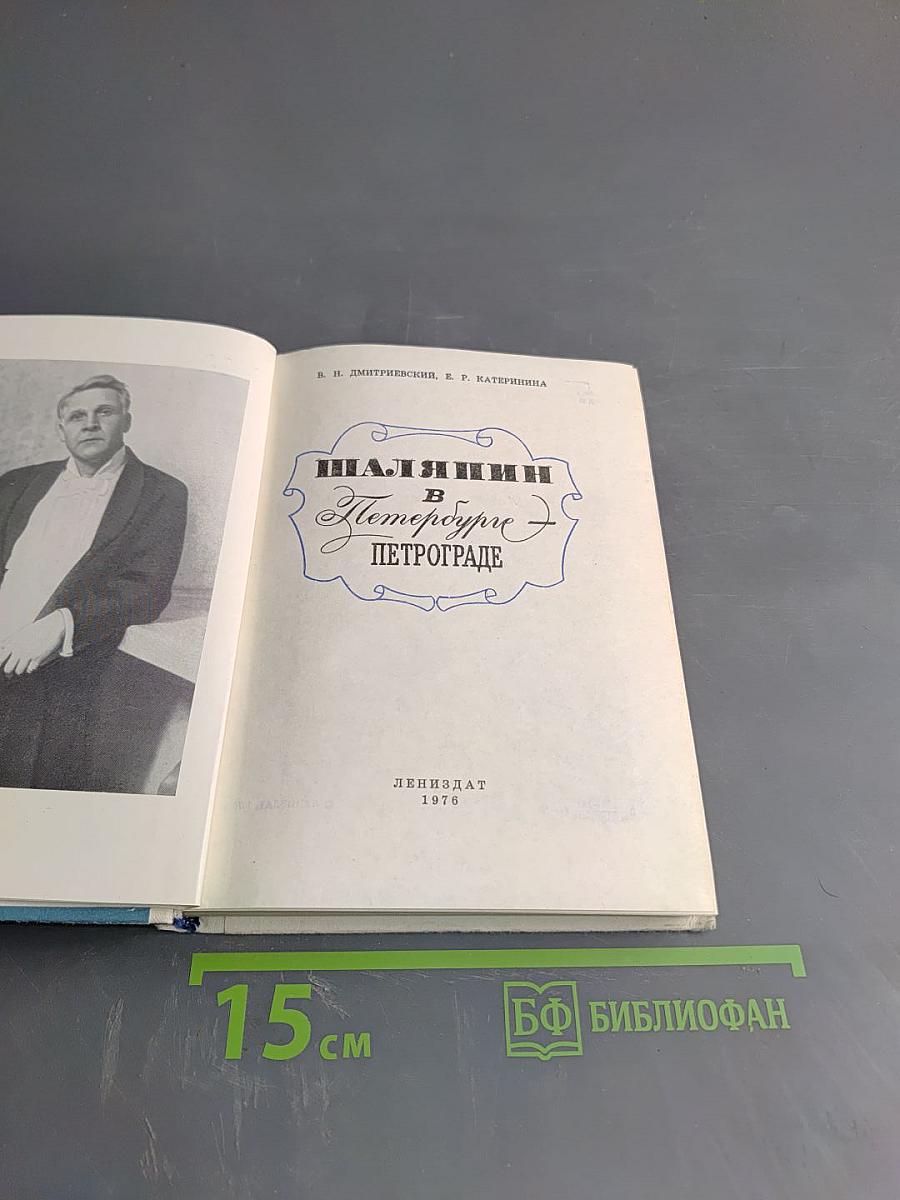 В. Н. ДМИТРИЕВСКИЙ, Е. Р. КАТЕРИНИНА
ШАЛЯПИН
В
Петербурге -
ПЕТРОГРАДЕ
ЛЕНИЗДАТ
1976
15 см
БФ БИБЛИОФАН